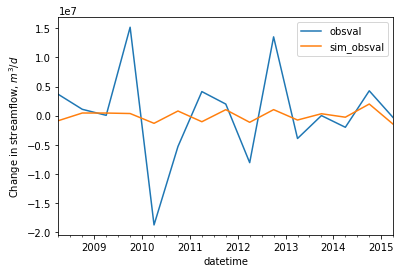 1e7
obsval
sim_obsval
1.5
1.0
0.5
0.0
−0.5
−1.0
−1.5
−2.0
Change in streamflow, m³/d
2009 2010 2011 2012 2013 2014 2015
datetime